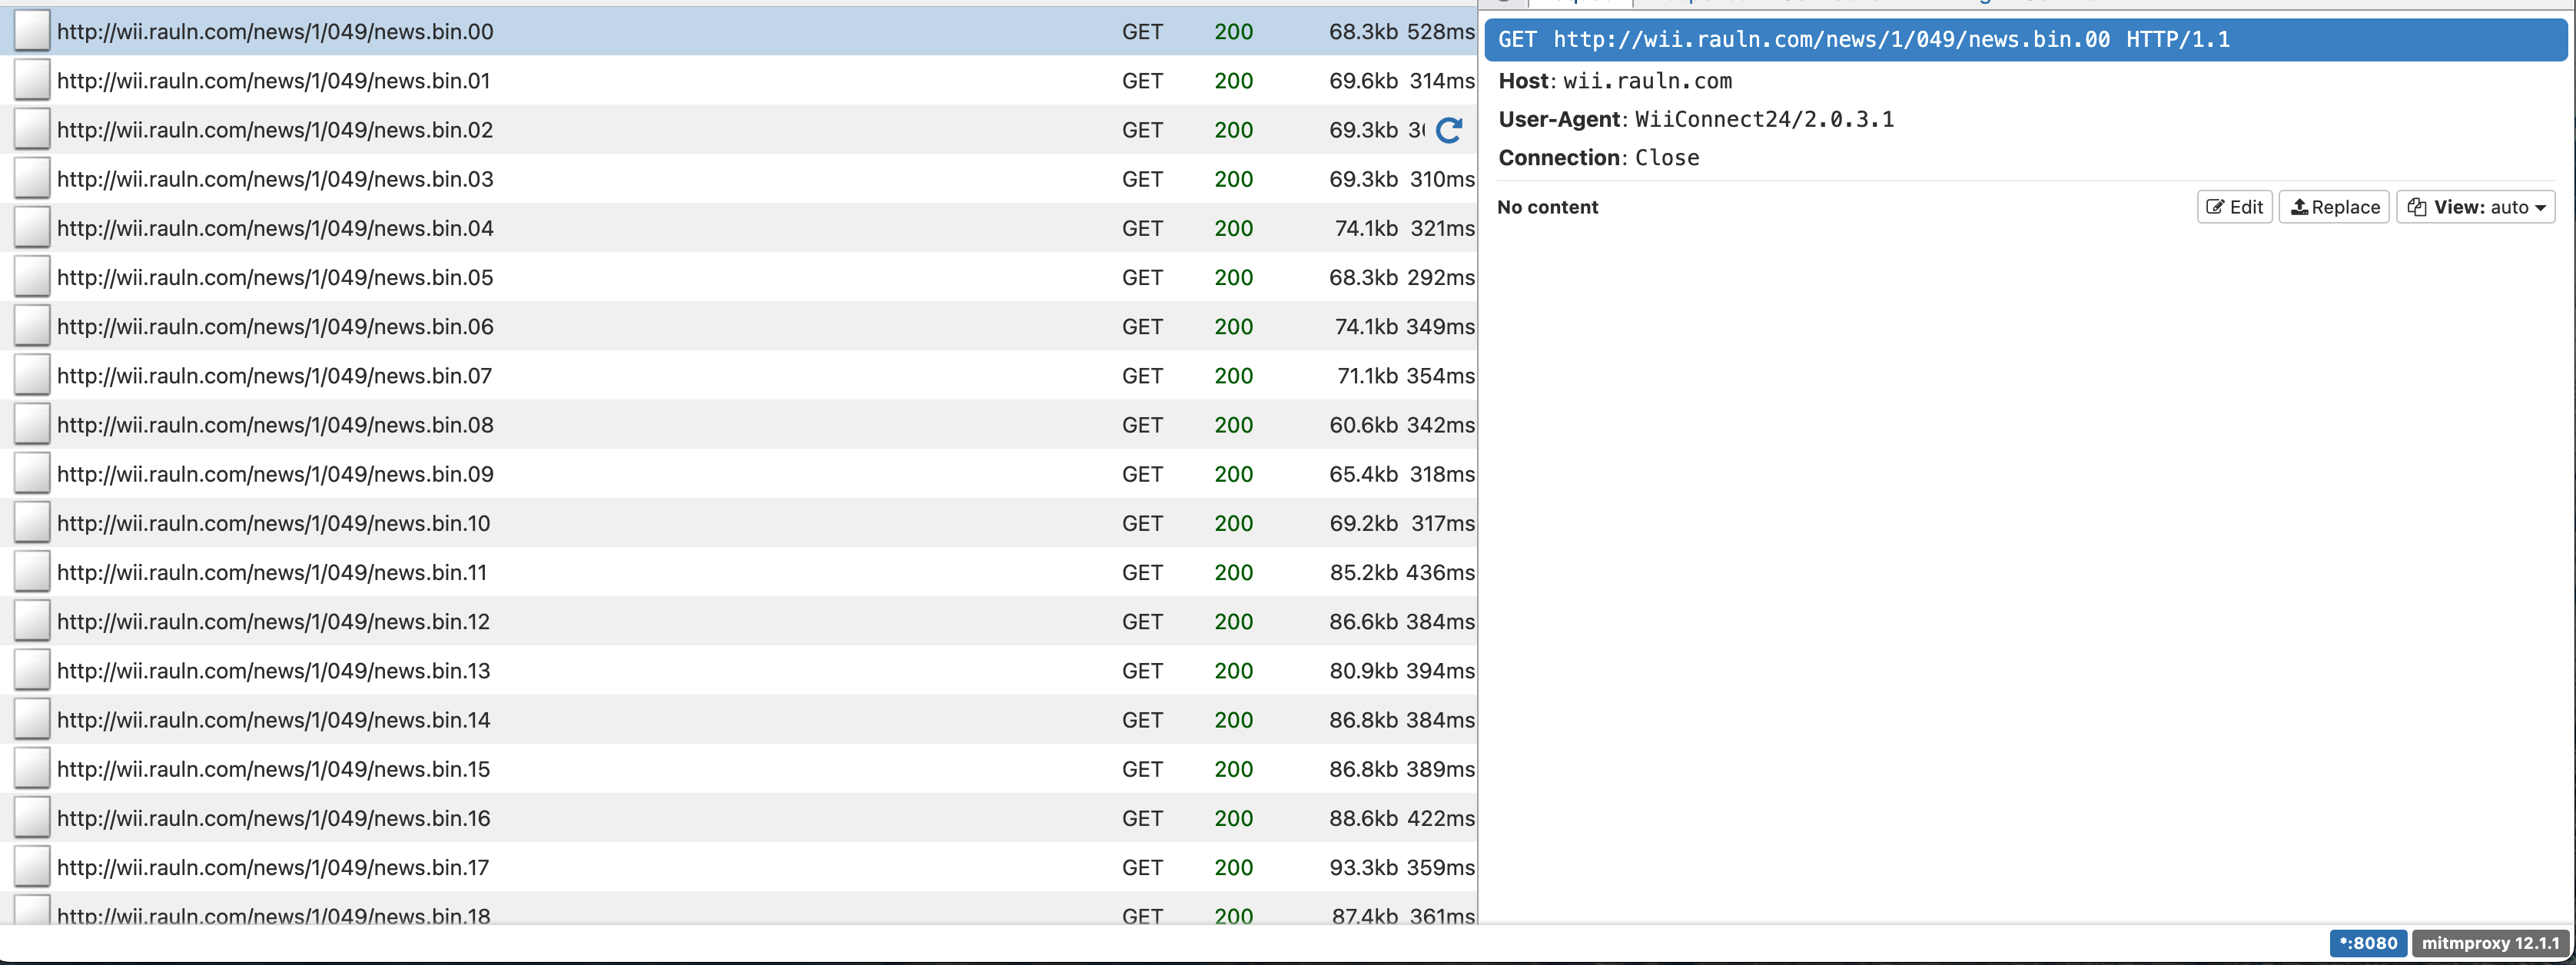 http://wii.rauln.com/news/1/049/news.bin.00 GET 200 68.3kb 528ms
http://wii.rauln.com/news/1/049/news.bin.01 GET 200 69.6kb 314ms
http://wii.rauln.com/news/1/049/news.bin.02 GET 200 69.3kb
http://wii.rauln.com/news/1/049/news.bin.03 GET 200 69.3kb 310ms
http://wii.rauln.com/news/1/049/news.bin.04 GET 200 74.1kb 321ms
http://wii.rauln.com/news/1/049/news.bin.05 GET 200 68.3kb 292ms
http://wii.rauln.com/news/1/049/news.bin.06 GET 200 74.1kb 349ms
http://wii.rauln.com/news/1/049/news.bin.07 GET 200 71.1kb 354ms
http://wii.rauln.com/news/1/049/news.bin.08 GET 200 60.6kb 342ms
http://wii.rauln.com/news/1/049/news.bin.09 GET 200 65.4kb 318ms
http://wii.rauln.com/news/1/049/news.bin.10 GET 200 69.2kb 317ms
http://wii.rauln.com/news/1/049/news.bin.11 GET 200 85.2kb 436ms
http://wii.rauln.com/news/1/049/news.bin.12 GET 200 86.6kb 384ms
http://wii.rauln.com/news/1/049/news.bin.13 GET 200 80.9kb 394ms
http://wii.rauln.com/news/1/049/news.bin.14 GET 200 86.8kb 384ms
http://wii.rauln.com/news/1/049/news.bin.15 GET 200 86.8kb 389ms
http://wii.rauln.com/news/1/049/news.bin.16 GET 200 88.6kb 422ms
http://wii.rauln.com/news/1/049/news.bin.17 GET 200 93.3kb 359ms
http://wii.rauln.com/news/1/049/news.bin.18 GET 200 87.4kb 361ms
GET http://wii.rauln.com/news/1/049/news.bin.00 HTTP/1.1
Host: wii.rauln.com
User-Agent: WiiConnect24/2.0.3.1
Connection: Close
No content Edit Replace View: auto
*:8080 mitmproxy 12.1.1